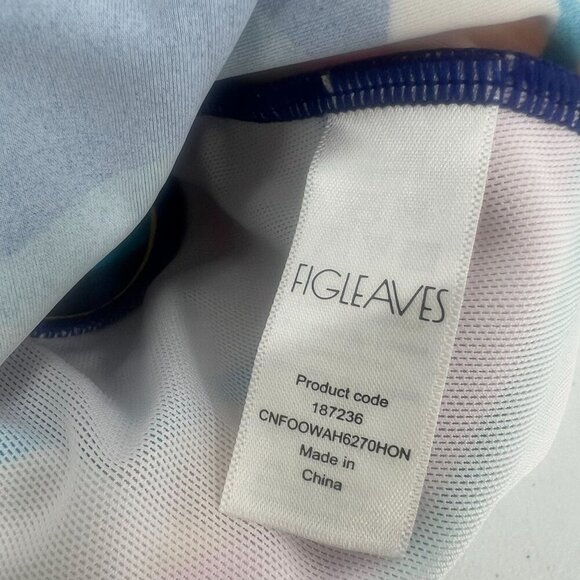 FIGLEAVES
Product code
187236
CNFOOWAH6270HON
Made in
China